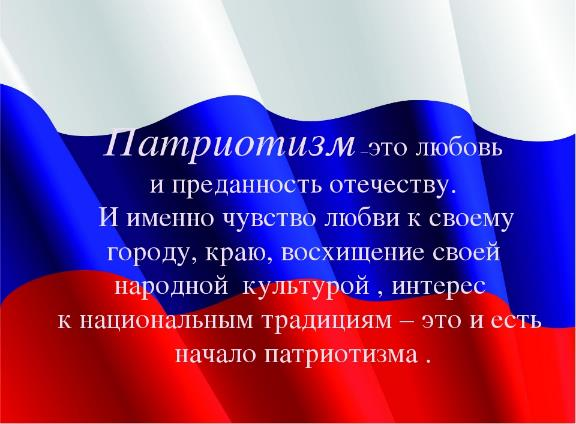 Патриотизм –это любовь
и преданность отечеству.
И именно чувство любви к своему
городу, краю, восхищение своей
народной культурой , интерес
к национальным традициям – это и есть
начало патриотизма .